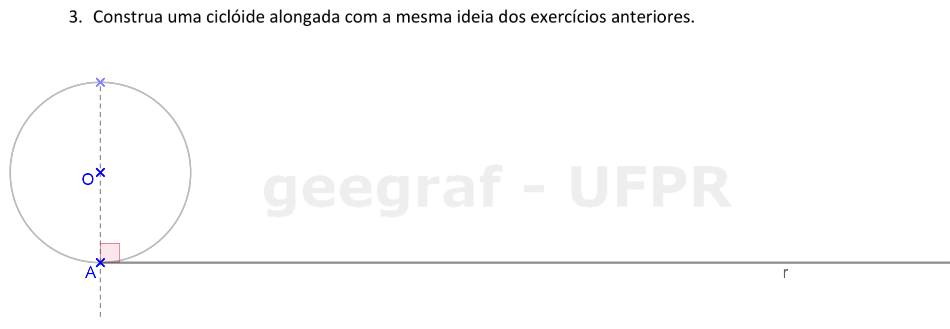 3. Construa uma ciclóide alongada com a mesma ideia dos exercícios anteriores.
O
geegraf - UFPR
A
r